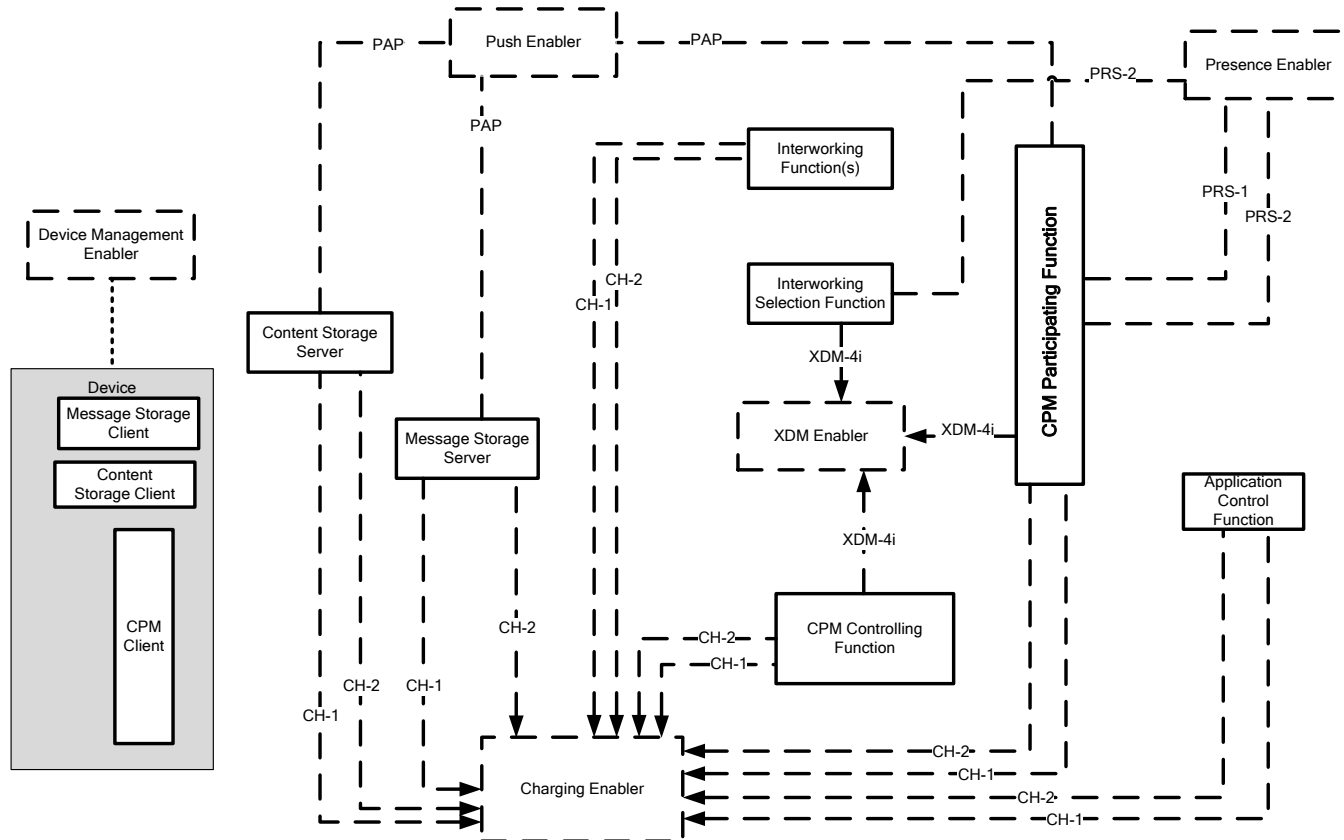 PAP
Push Enabler
PAP
Presence Enabler
PRS-2
PAP
Interworking
Function(s)
PRS-1
PRS-2
Device Management
Enabler
CH-2
CH-1
Interworking
Selection Function
CPM Participating Function
Content Storage
Server
XDM-4i
Device
Message Storage
Client
Message Storage
Server
XDM Enabler
XDM-4i
Content
Storage Client
Application
Control
Function
XDM-4i
CPM
Client
CH-2
CPM Controlling
Function
CH-2
CH-1
CH-2
CH-1
CH-1
Charging Enabler
CH-2
CH-1
CH-2
CH-1